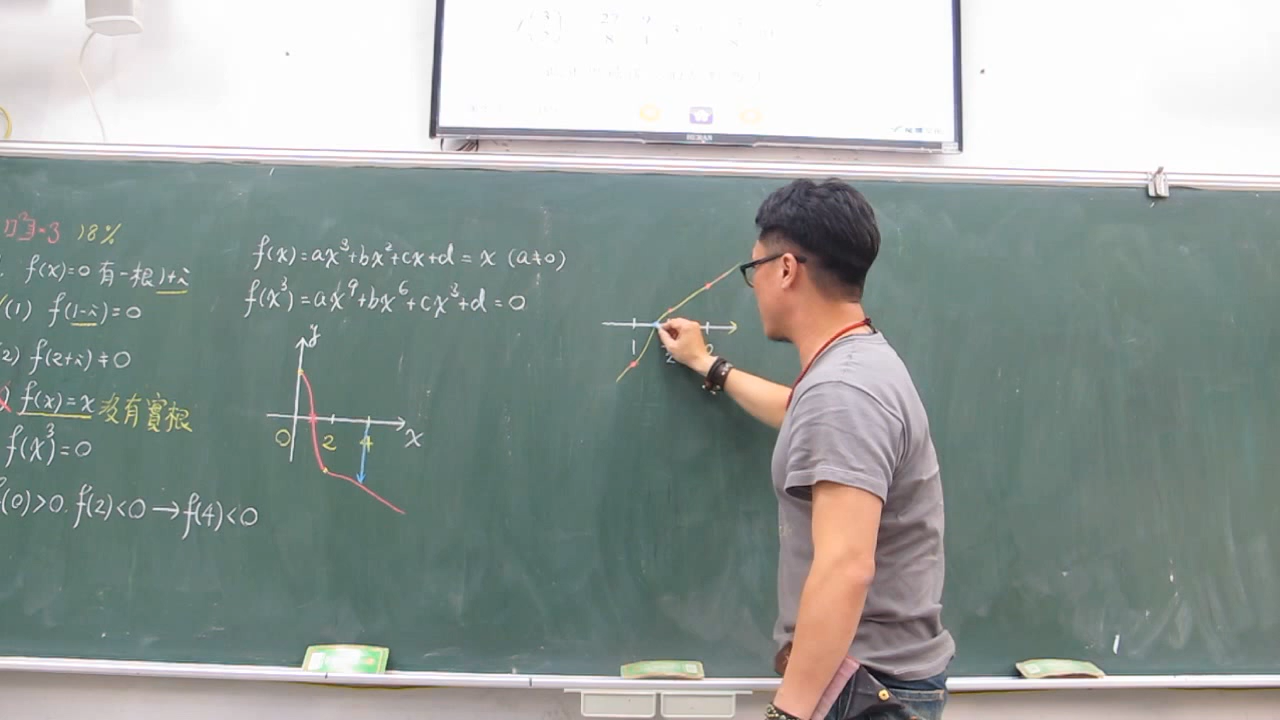 HERAN
18%
f(x)=0有一根1+i
(1) f(1-i)=0
2) f(2+i)≠0
f(x)=x 沒有實根
f(x³)=0
f(0)>0, f(2)<0→f(4)<0
f(x)=ax³+bx²+cx+d=x (a≠0)
f(x³)=ax⁹+bx⁶+cx³+d=0
y
0 2 4 x
1 2